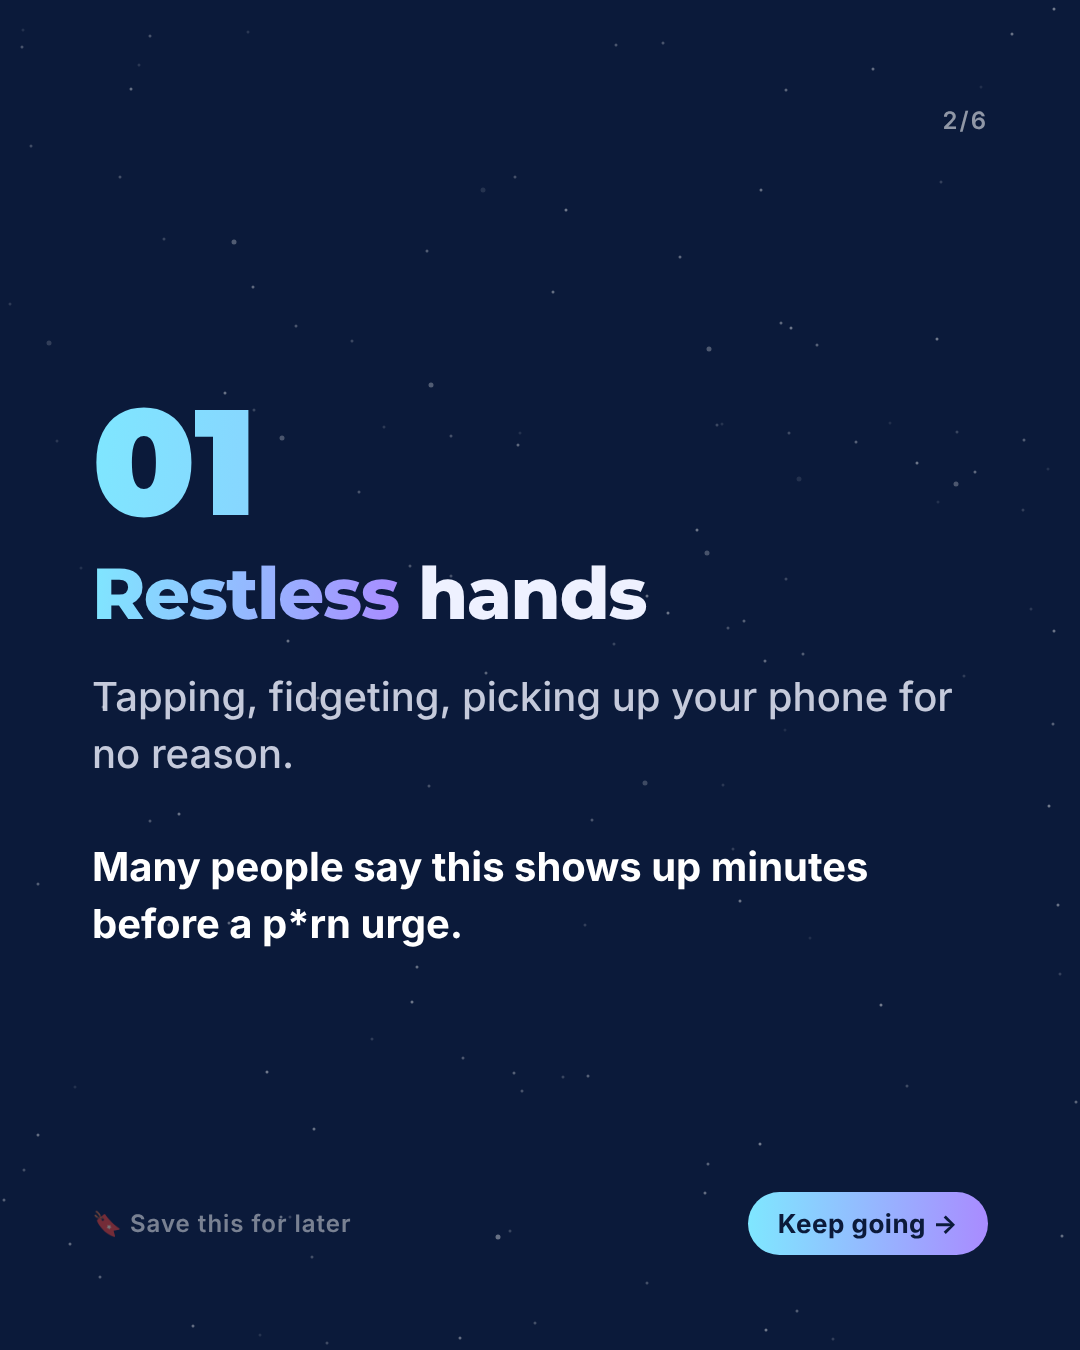 2/6
01
Restless hands
Tapping, fidgeting, picking up your phone for
no reason.
Many people say this shows up minutes
before a p*rn urge.
🔖 Save this for later
Keep going →